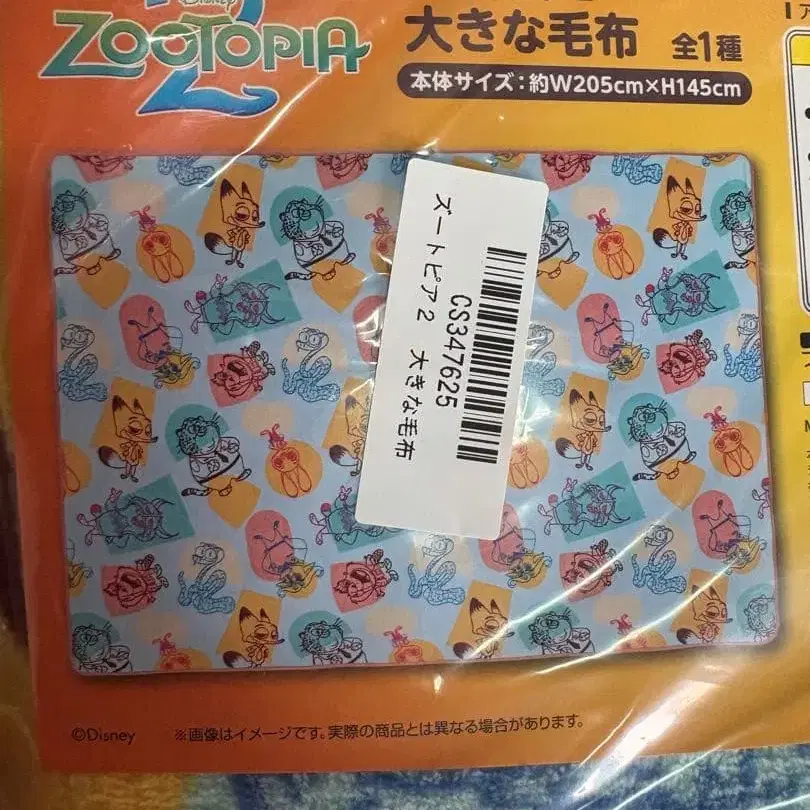 Disney
ZOOTOPIA
2
大きな毛布 全1種
本体サイズ：約W205cm×H145cm
CS347625
ズートピア2 大きな毛布
©Disney ※画像はイメージです。実際の商品とは異なる場合があります。